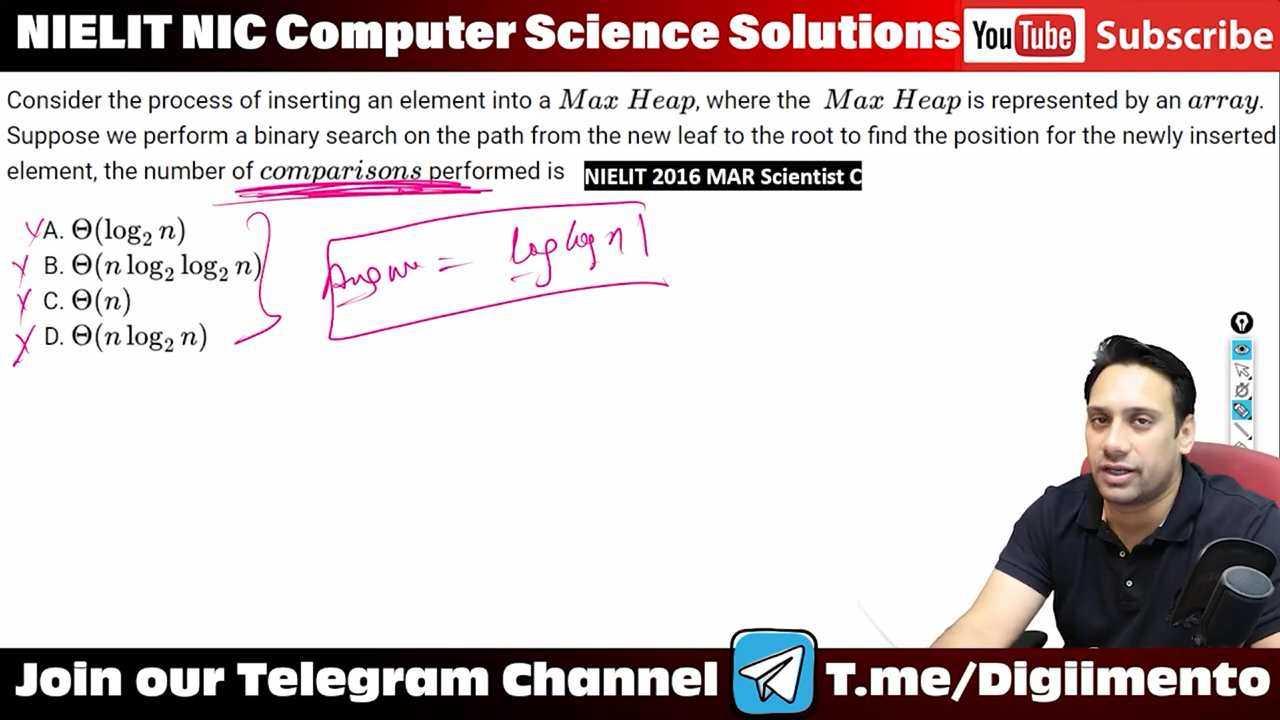 NIELIT NIC Computer Science Solutions YouTube Subscribe
Consider the process of inserting an element into a Max Heap, where the Max Heap is represented by an array.
Suppose we perform a binary search on the path from the new leaf to the root to find the position for the newly inserted
element, the number of comparisons performed is NIELIT 2016 MAR Scientist C
A. Θ(log₂ n)
B. Θ(n log₂ log₂ n)
C. Θ(n)
D. Θ(n log₂ n)
= log log n
Join our Telegram Channel T.me/Digiimento